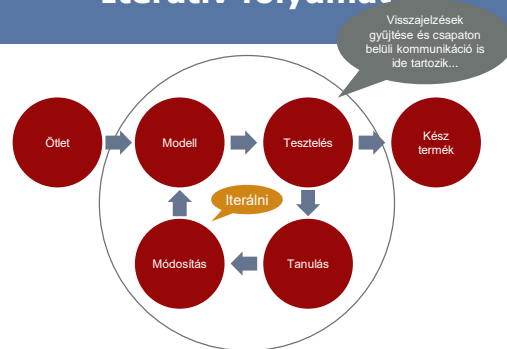 Iteratív folyamat
Visszajelzések
gyűjtése és csapaton
belüli kommunikáció is
ide tartozik...
Ötlet
Modell
Tesztelés
Kész
termék
Iterálni
Módosítás
Tanulás